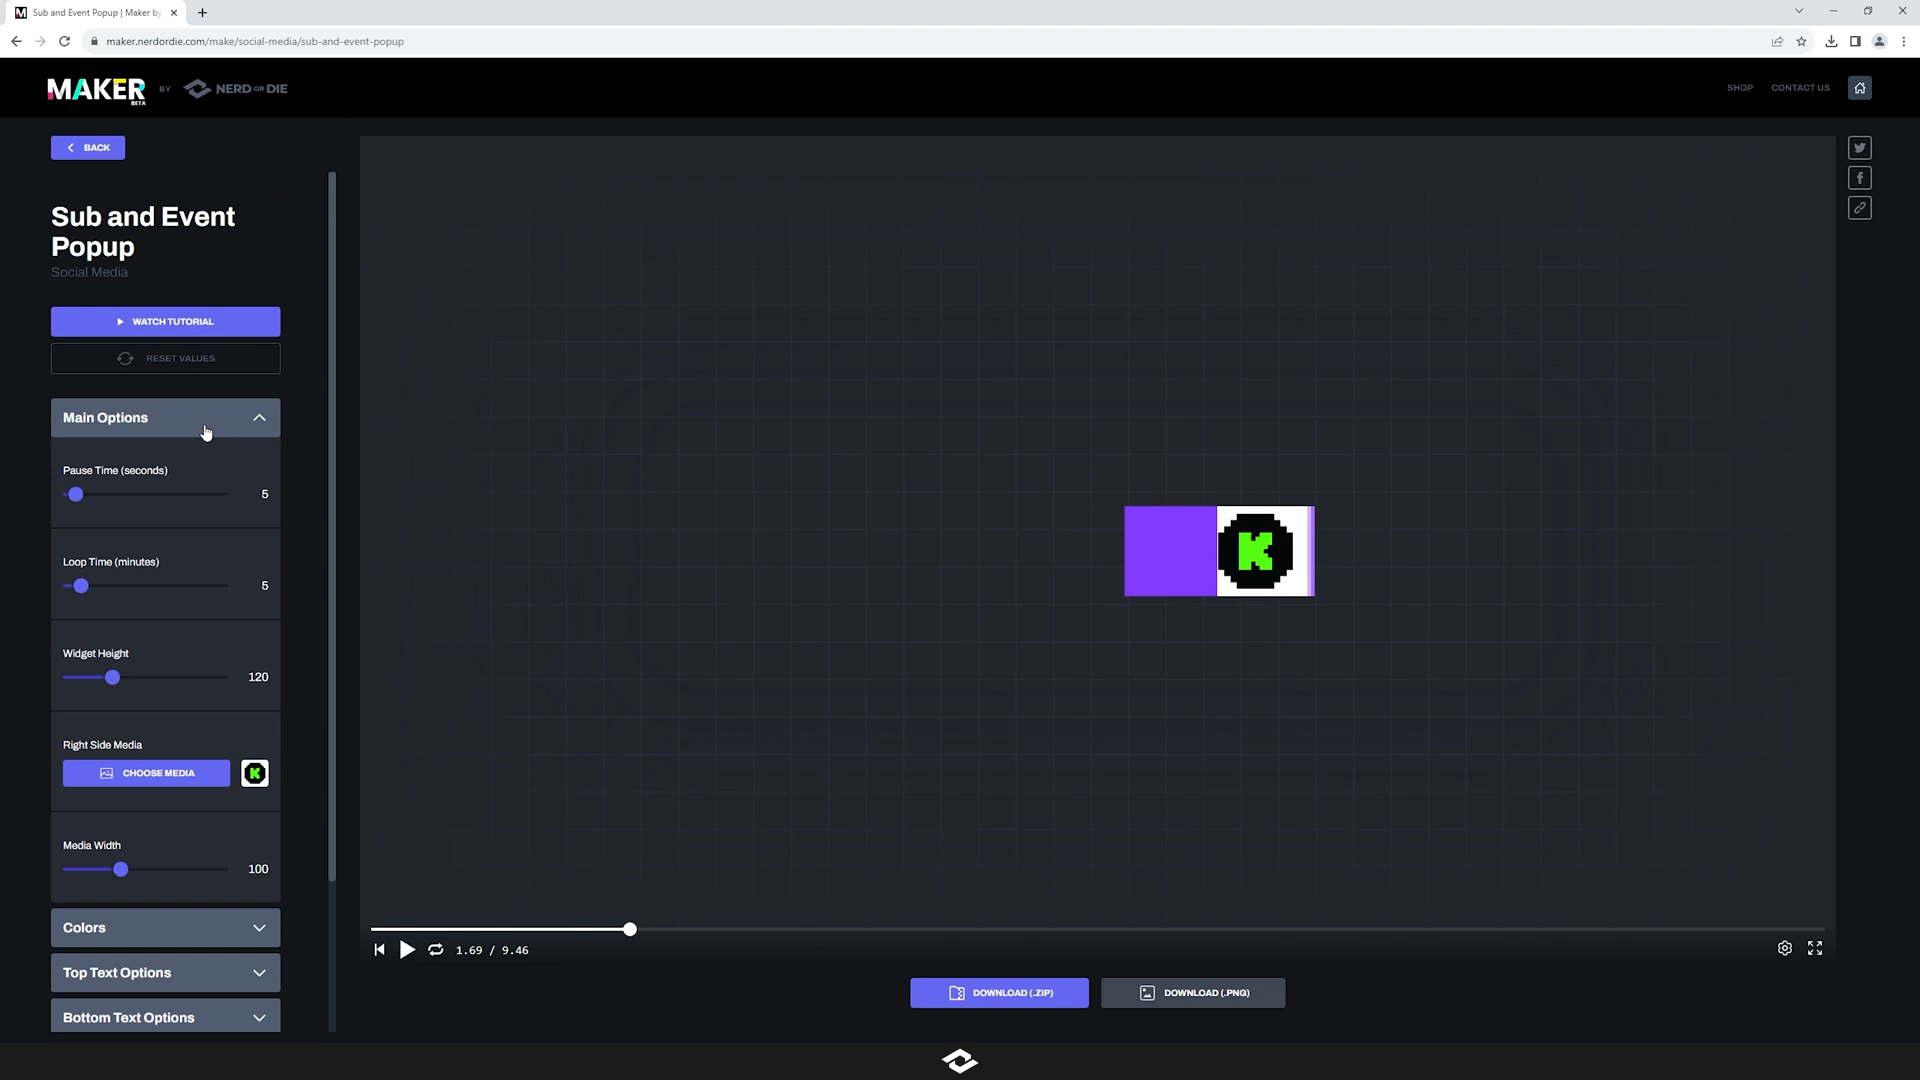 Sub and Event Popup | Maker by
maker.nerdordie.com/make/social-media/sub-and-event-popup
MAKER
BETA
BY
NERD OR DIE
SHOP
CONTACT US
BACK
Sub and Event
Popup
Social Media
WATCH TUTORIAL
RESET VALUES
Main Options
Pause Time (seconds)
5
Loop Time (minutes)
5
Widget Height
120
Right Side Media
CHOOSE MEDIA
K
Media Width
100
Colors
Top Text Options
Bottom Text Options
K
1.69 / 9.46
DOWNLOAD (.ZIP)
DOWNLOAD (.PNG)